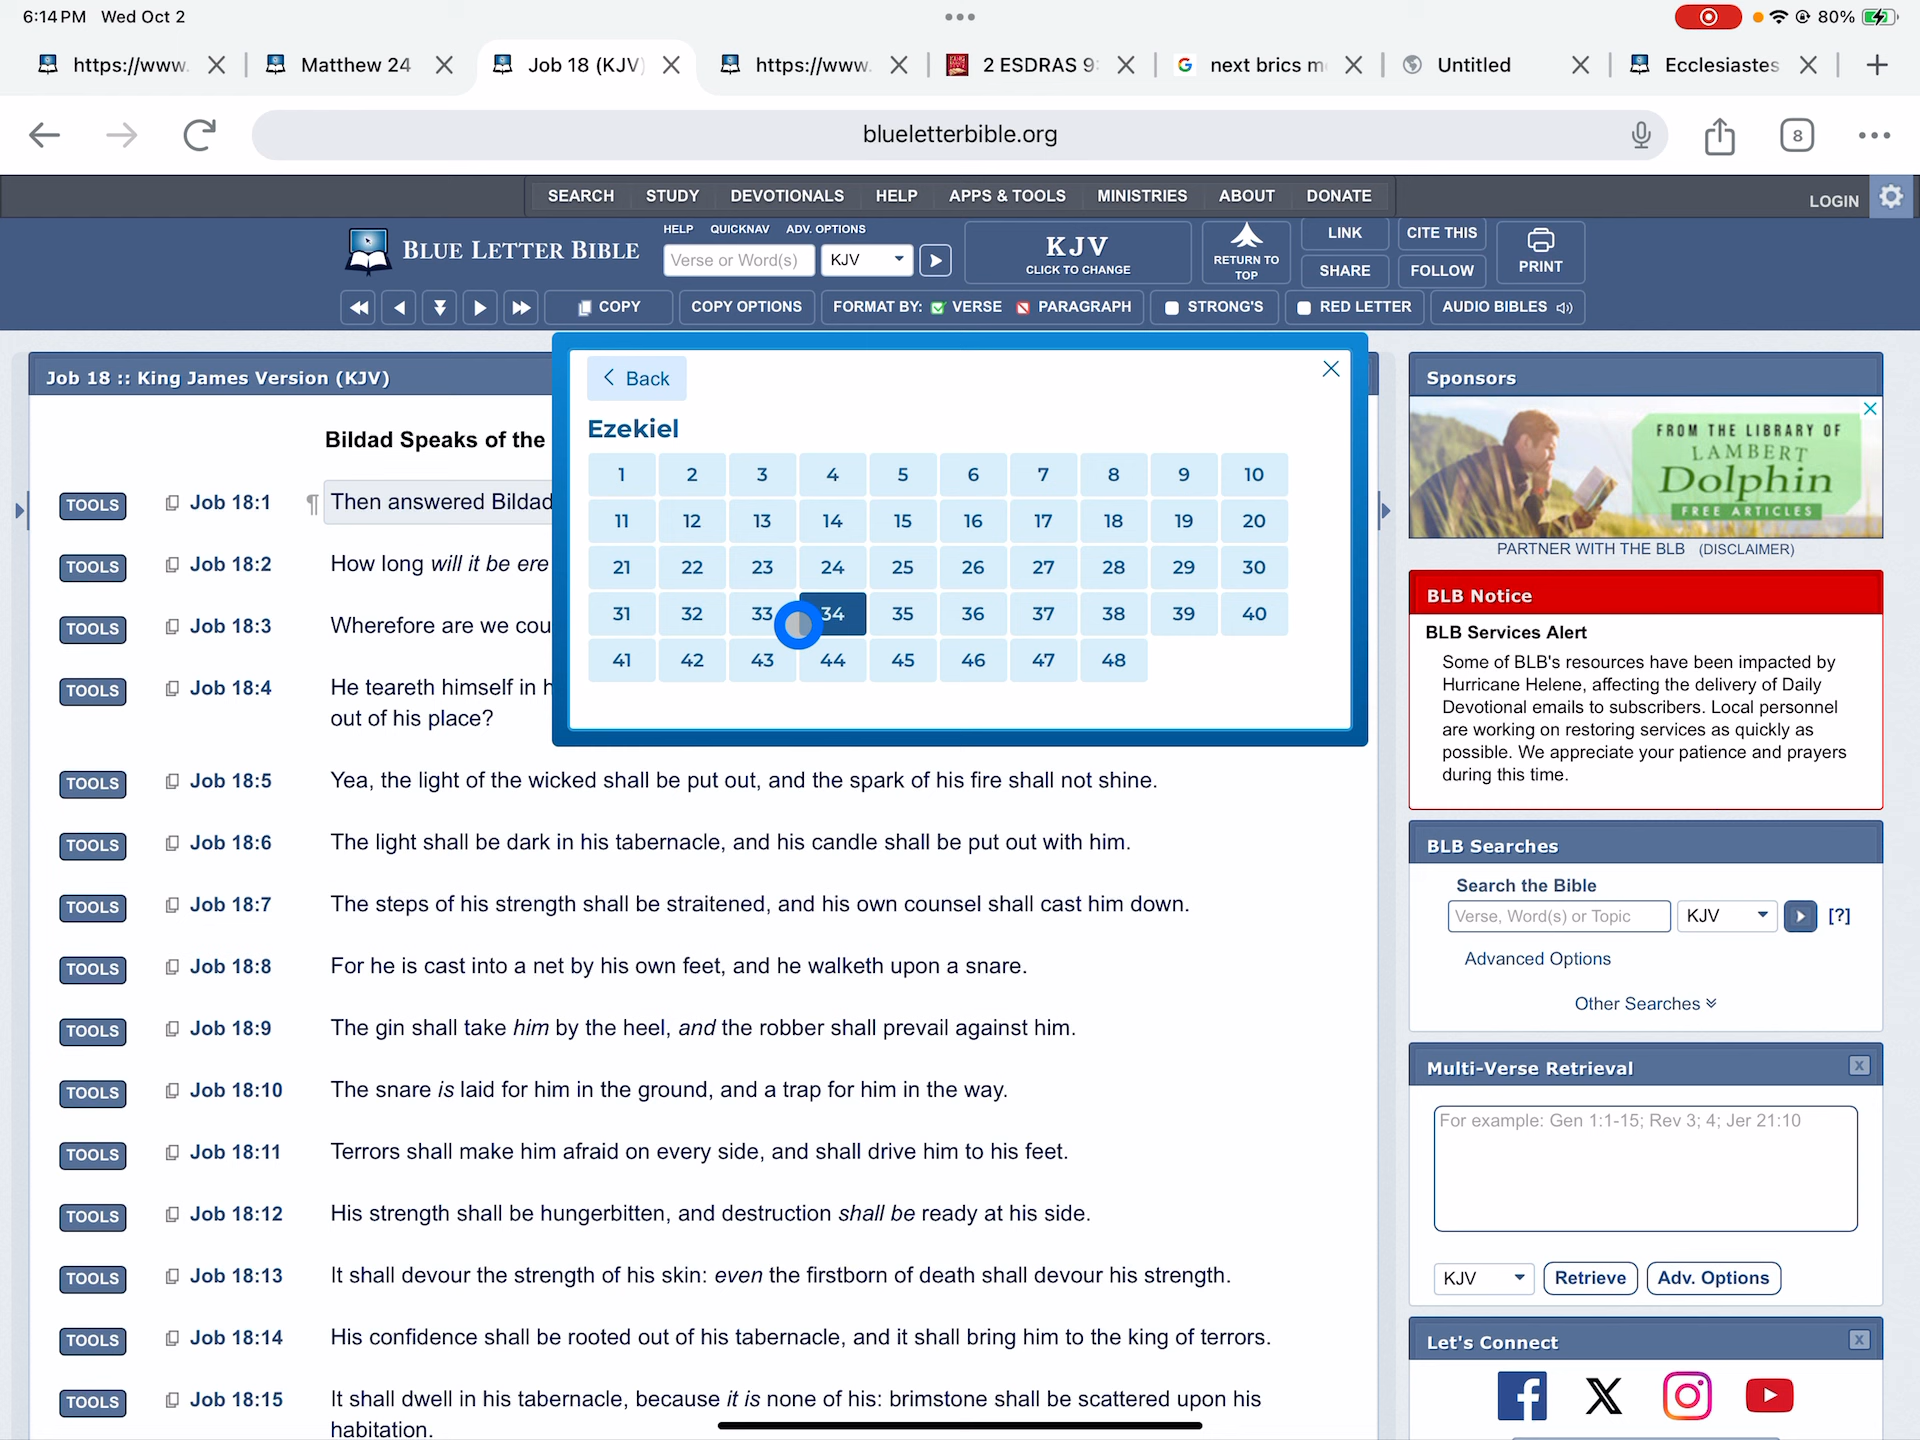 6:14 PM Wed Oct 2
80%
https://www.
Matthew 24
Job 18 (KJV)
https://www.
2 ESDRAS 9:
next brics m
Untitled
Ecclesiastes
blueletterbible.org
8
SEARCH STUDY DEVOTIONALS HELP APPS & TOOLS MINISTRIES ABOUT DONATE
LOGIN
BLUE LETTER BIBLE
HELP QUICKNAV ADV. OPTIONS
Verse or Word(s)
KJV
KJV
CLICK TO CHANGE
RETURN TO
TOP
LINK
CITE THIS
SHARE
FOLLOW
PRINT
COPY
COPY OPTIONS
FORMAT BY: VERSE PARAGRAPH
STRONG'S
RED LETTER
AUDIO BIBLES
Job 18 :: King James Version (KJV)
Bildad Speaks of the
TOOLS Job 18:1 ¶ Then answered Bildad
TOOLS Job 18:2 How long will it be ere
TOOLS Job 18:3 Wherefore are we cou
TOOLS Job 18:4 He teareth himself in h
out of his place?
Back
Ezekiel
1 2 3 4 5 6 7 8 9 10
11 12 13 14 15 16 17 18 19 20
21 22 23 24 25 26 27 28 29 30
31 32 33 34 35 36 37 38 39 40
41 42 43 44 45 46 47 48
TOOLS Job 18:5 Yea, the light of the wicked shall be put out, and the spark of his fire shall not shine.
TOOLS Job 18:6 The light shall be dark in his tabernacle, and his candle shall be put out with him.
TOOLS Job 18:7 The steps of his strength shall be straitened, and his own counsel shall cast him down.
TOOLS Job 18:8 For he is cast into a net by his own feet, and he walketh upon a snare.
TOOLS Job 18:9 The gin shall take him by the heel, and the robber shall prevail against him.
TOOLS Job 18:10 The snare is laid for him in the ground, and a trap for him in the way.
TOOLS Job 18:11 Terrors shall make him afraid on every side, and shall drive him to his feet.
TOOLS Job 18:12 His strength shall be hungerbitten, and destruction shall be ready at his side.
TOOLS Job 18:13 It shall devour the strength of his skin: even the firstborn of death shall devour his strength.
TOOLS Job 18:14 His confidence shall be rooted out of his tabernacle, and it shall bring him to the king of terrors.
TOOLS Job 18:15 It shall dwell in his tabernacle, because it is none of his: brimstone shall be scattered upon his
habitation.
Sponsors
FROM THE LIBRARY OF
LAMBERT
Dolphin
FREE ARTICLES
PARTNER WITH THE BLB (DISCLAIMER)
BLB Notice
BLB Services Alert
Some of BLB's resources have been impacted by
Hurricane Helene, affecting the delivery of Daily
Devotional emails to subscribers. Local personnel
are working on restoring services as quickly as
possible. We appreciate your patience and prayers
during this time.
BLB Searches
Search the Bible
Verse, Word(s) or Topic
KJV
[?]
Advanced Options
Other Searches
Multi-Verse Retrieval
x
For example: Gen 1:1-15; Rev 3; 4; Jer 21:10
KJV
Retrieve
Adv. Options
Let's Connect
x